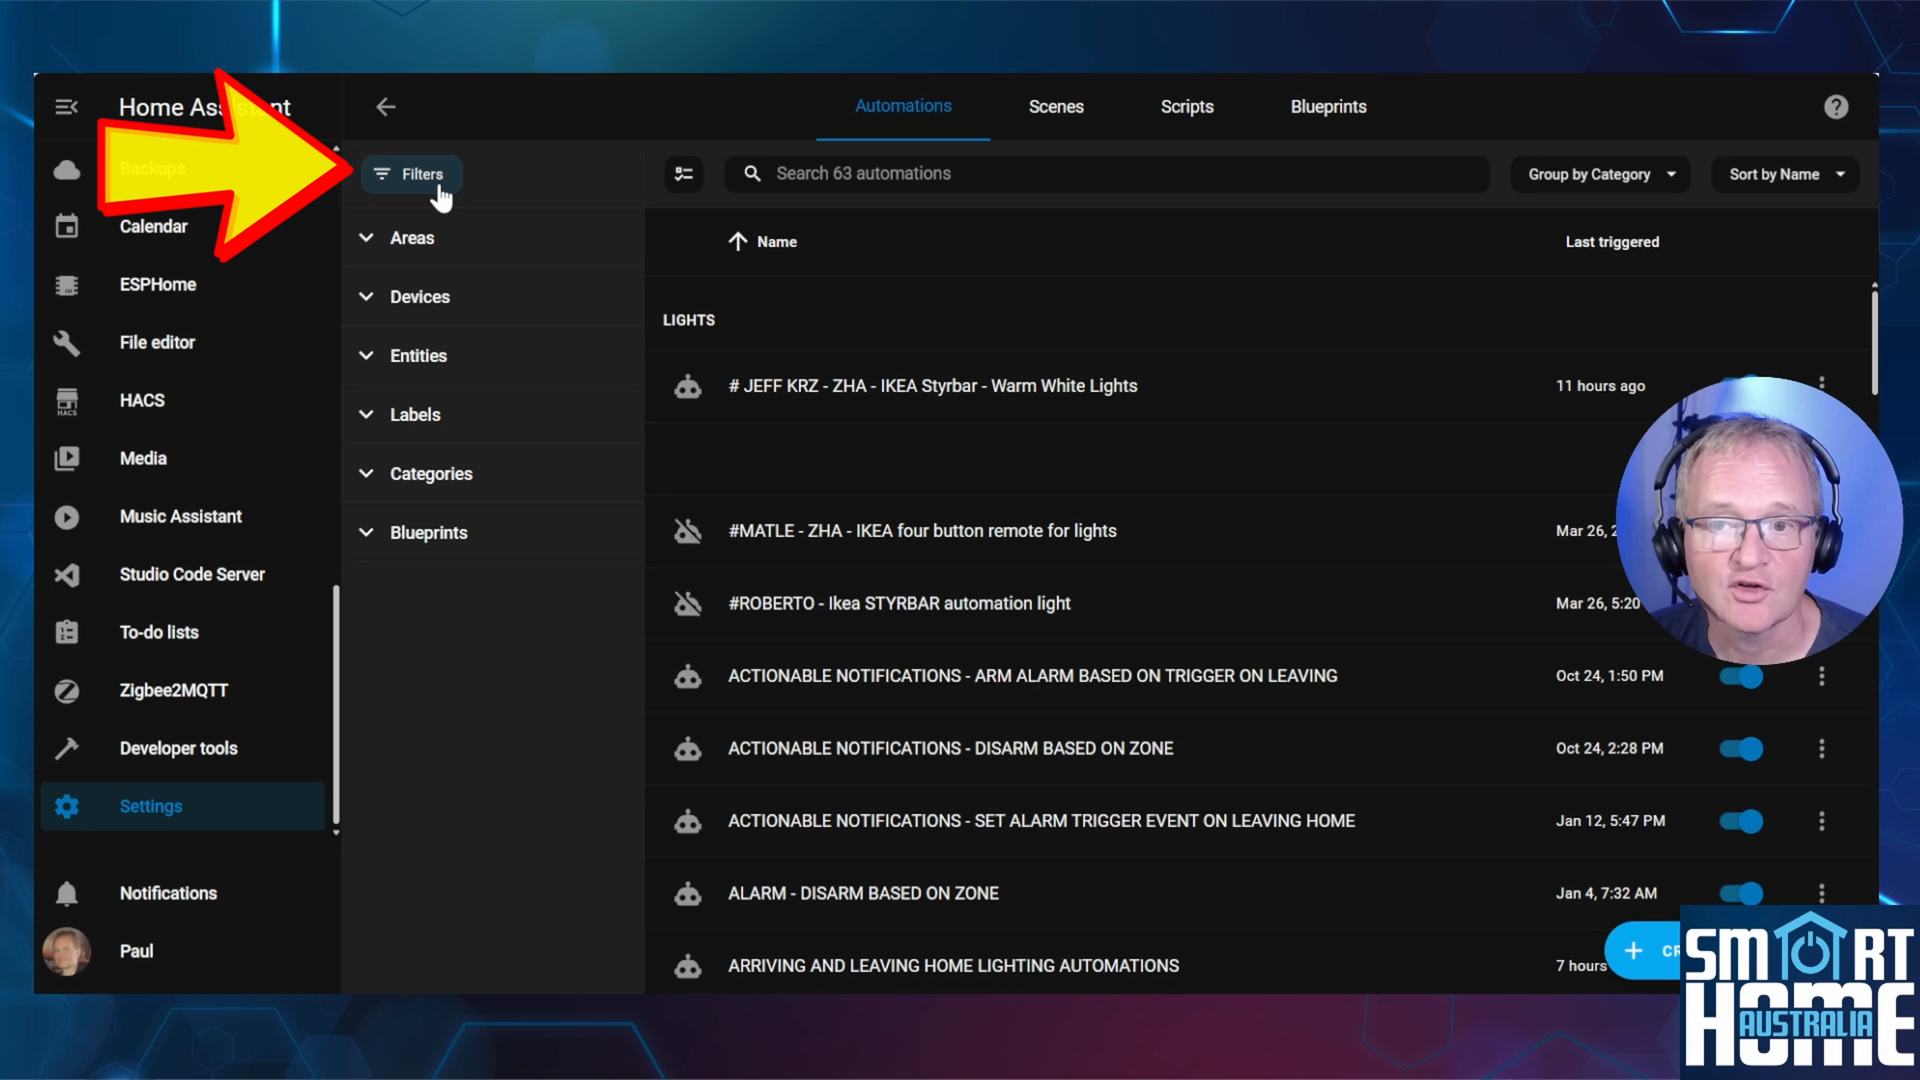 Home Ass nt
Automations
Scenes
Scripts
Blueprints
Backups
Filters
Search 63 automations
Group by Category
Sort by Name
Calendar
Areas
Name
Last triggered
ESPHome
Devices
LIGHTS
File editor
Entities
# JEFF KRZ - ZHA - IKEA Styrbar - Warm White Lights
11 hours ago
HACS
HACS
Labels
Media
Categories
Music Assistant
Blueprints
#MATLE - ZHA - IKEA four button remote for lights
Mar 26, 2
Studio Code Server
#ROBERTO - Ikea STYRBAR automation light
Mar 26, 5:20
To-do lists
Zigbee2MQTT
ACTIONABLE NOTIFICATIONS - ARM ALARM BASED ON TRIGGER ON LEAVING
Oct 24, 1:50 PM
Developer tools
ACTIONABLE NOTIFICATIONS - DISARM BASED ON ZONE
Oct 24, 2:28 PM
Settings
ACTIONABLE NOTIFICATIONS - SET ALARM TRIGGER EVENT ON LEAVING HOME
Jan 12, 5:47 PM
Notifications
ALARM - DISARM BASED ON ZONE
Jan 4, 7:32 AM
Paul
ARRIVING AND LEAVING HOME LIGHTING AUTOMATIONS
7 hours
+ CR
SMART
HOME
AUSTRALIA